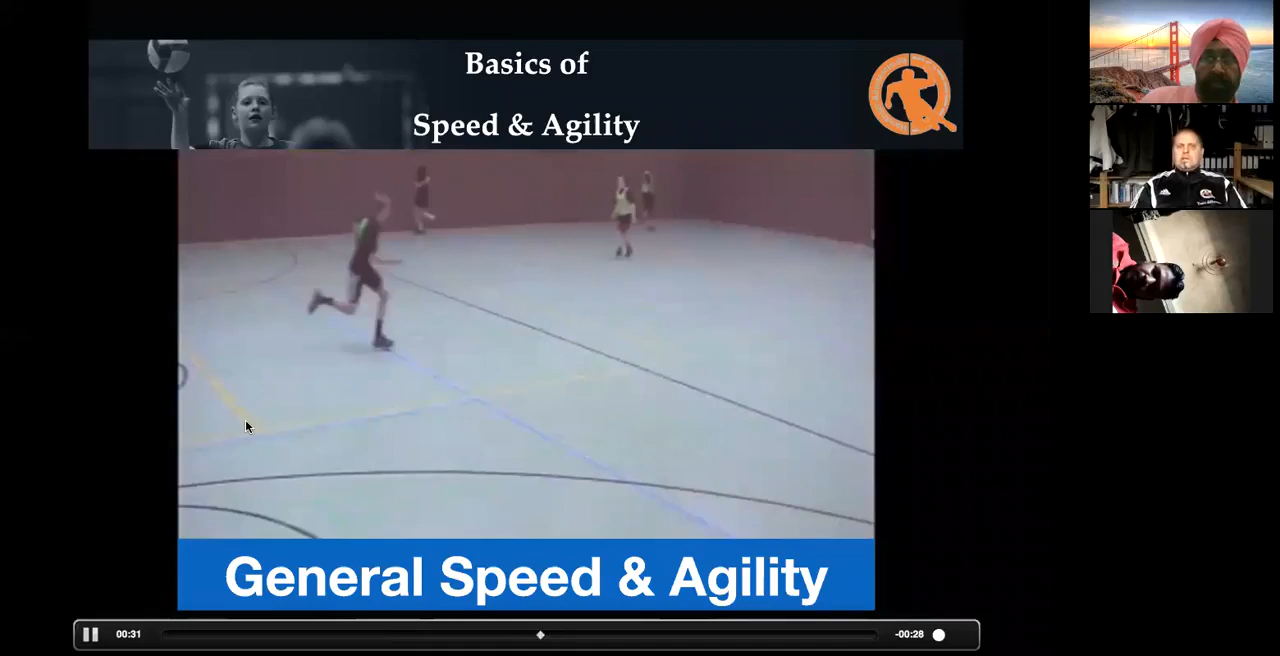 Basics of
Speed & Agility
General Speed & Agility
00:31
-00:28